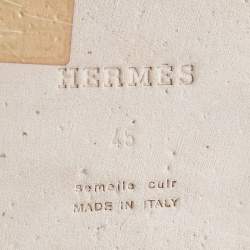 HERMES
45
semelle cuir
MADE IN ITALY